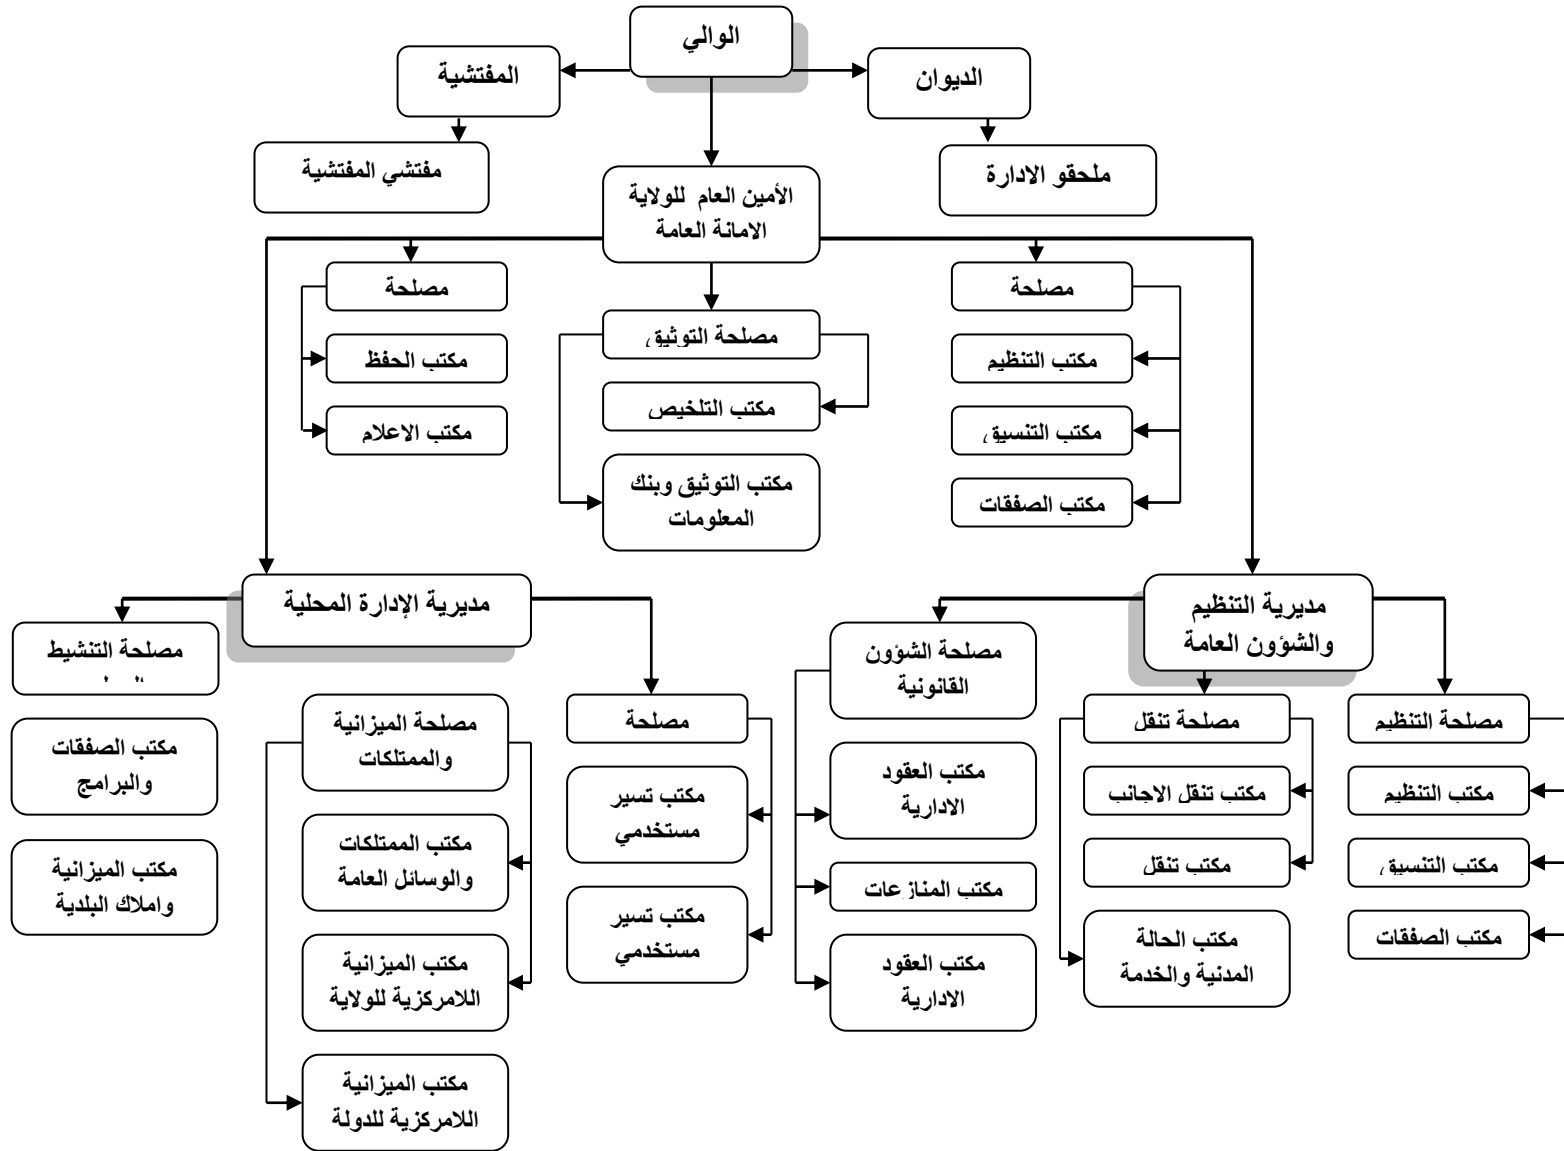 الوالي
الديوان
المفتشية
ملحقو الادارة
مفتشي المفتشية
الأمين العام للولاية
الامانة العامة
مصلحة
مكتب التنظيم
مكتب التنسيق
مكتب الصفقات
مصلحة التوثيق
مكتب التلخيص
مكتب التوثيق وبنك
المعلومات
مصلحة
مكتب الحفظ
مكتب الاعلام
مديرية التنظيم
والشؤون العامة
مصلحة التنظيم
مكتب التنظيم
مكتب التنسيق
مكتب الصفقات
مصلحة تنقل
مكتب تنقل الاجانب
مكتب تنقل
مكتب الحالة
المدنية والخدمة
مصلحة الشؤون
القانونية
مكتب العقود
الادارية
مكتب المنازعات
مكتب العقود
الادارية
مديرية الإدارة المحلية
مصلحة
مكتب تسير
مستخدمي
مكتب تسير
مستخدمي
مصلحة الميزانية
والممتلكات
مكتب الممتلكات
والوسائل العامة
مكتب الميزانية
اللامركزية للولاية
مكتب الميزانية
اللامركزية للدولة
مصلحة التنشيط
مكتب الصفقات
والبرامج
مكتب الميزانية
واملاك البلدية